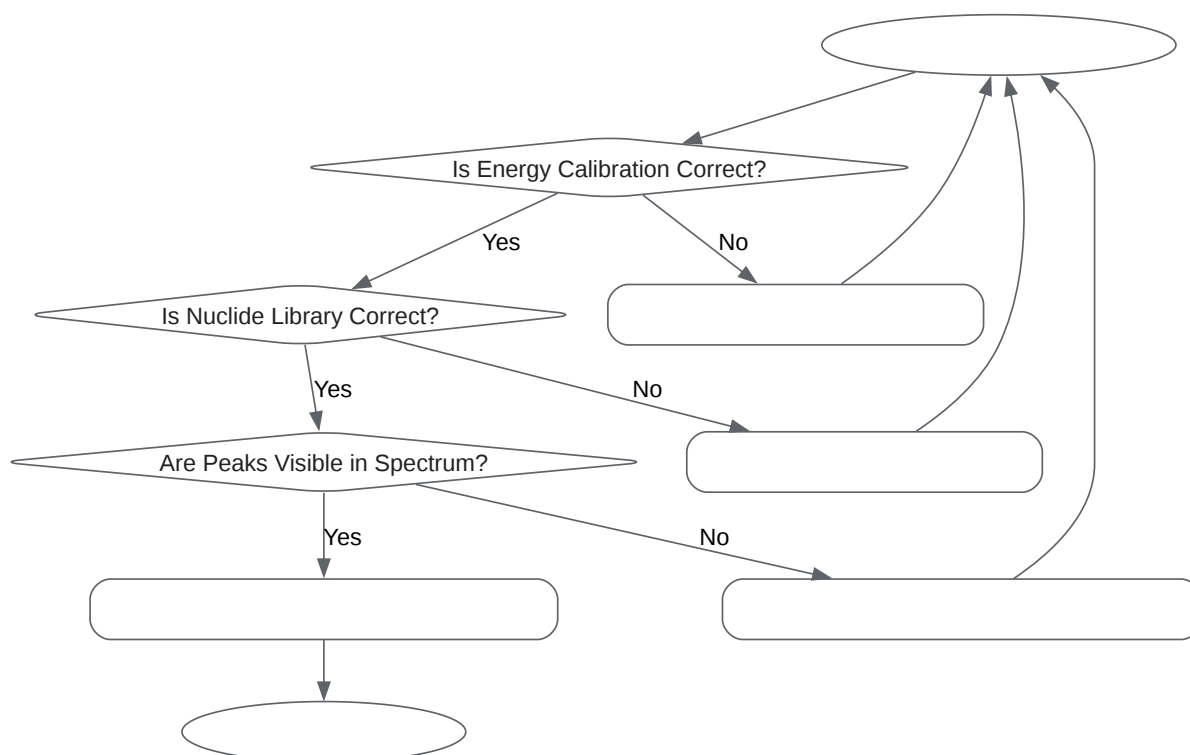 Is Energy Calibration Correct?
Yes
No
Is Nuclide Library Correct?
Yes
No
Are Peaks Visible in Spectrum?
Yes
No